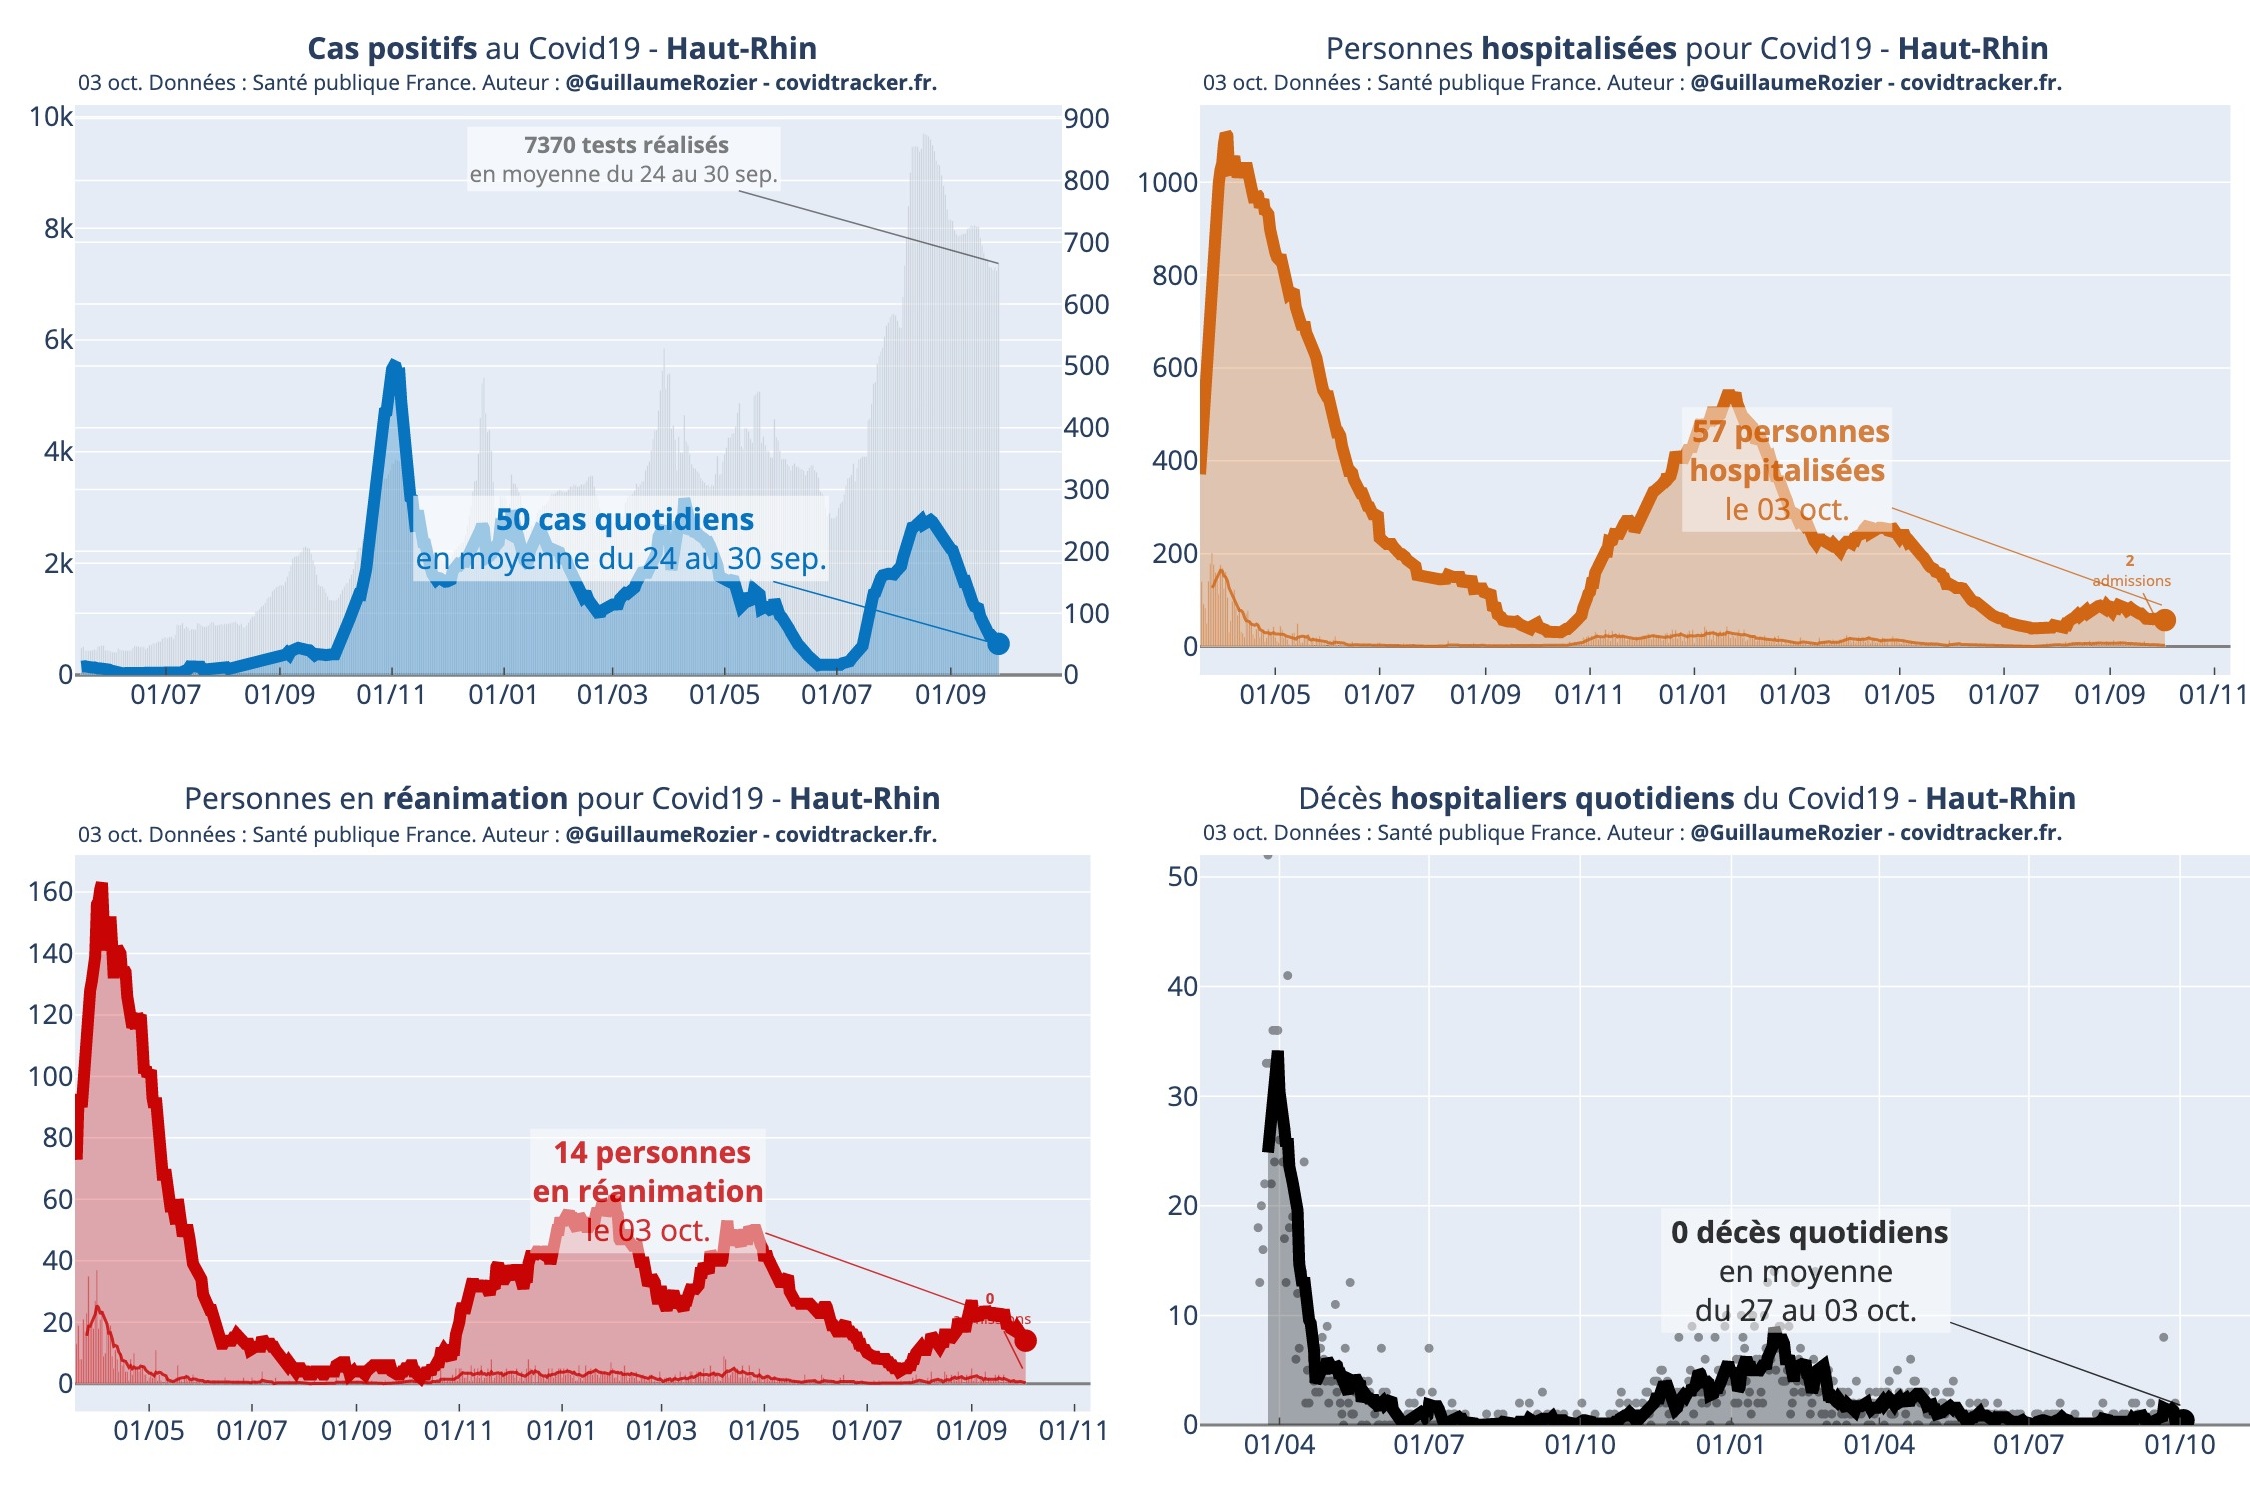 Cas positifs au Covid19 - Haut-Rhin
03 oct. Données : Santé publique France. Auteur : @GuillaumeRozier - covidtracker.fr.
10k
8k
6k
4k
2k
0
900
800
700
600
500
400
300
200
100
0
7370 tests réalisés
en moyenne du 24 au 30 sep.
50 cas quotidiens
en moyenne du 24 au 30 sep.
01/07 01/09 01/11 01/01 01/03 01/05 01/07 01/09
Personnes hospitalisées pour Covid19 - Haut-Rhin
03 oct. Données : Santé publique France. Auteur : @GuillaumeRozier - covidtracker.fr.
1000
800
600
400
200
0
57 personnes
hospitalisées
le 03 oct.
2
admissions
01/05 01/07 01/09 01/11 01/01 01/03 01/05 01/07 01/09 01/11
Personnes en réanimation pour Covid19 - Haut-Rhin
03 oct. Données : Santé publique France. Auteur : @GuillaumeRozier - covidtracker.fr.
160
140
120
100
80
60
40
20
0
14 personnes
en réanimation
le 03 oct.
0
01/05 01/07 01/09 01/11 01/01 01/03 01/05 01/07 01/09 01/11
Décès hospitaliers quotidiens du Covid19 - Haut-Rhin
03 oct. Données : Santé publique France. Auteur : @GuillaumeRozier - covidtracker.fr.
50
40
30
20
10
0
0 décès quotidiens
en moyenne
du 27 au 03 oct.
01/04 01/07 01/10 01/01 01/04 01/07 01/10